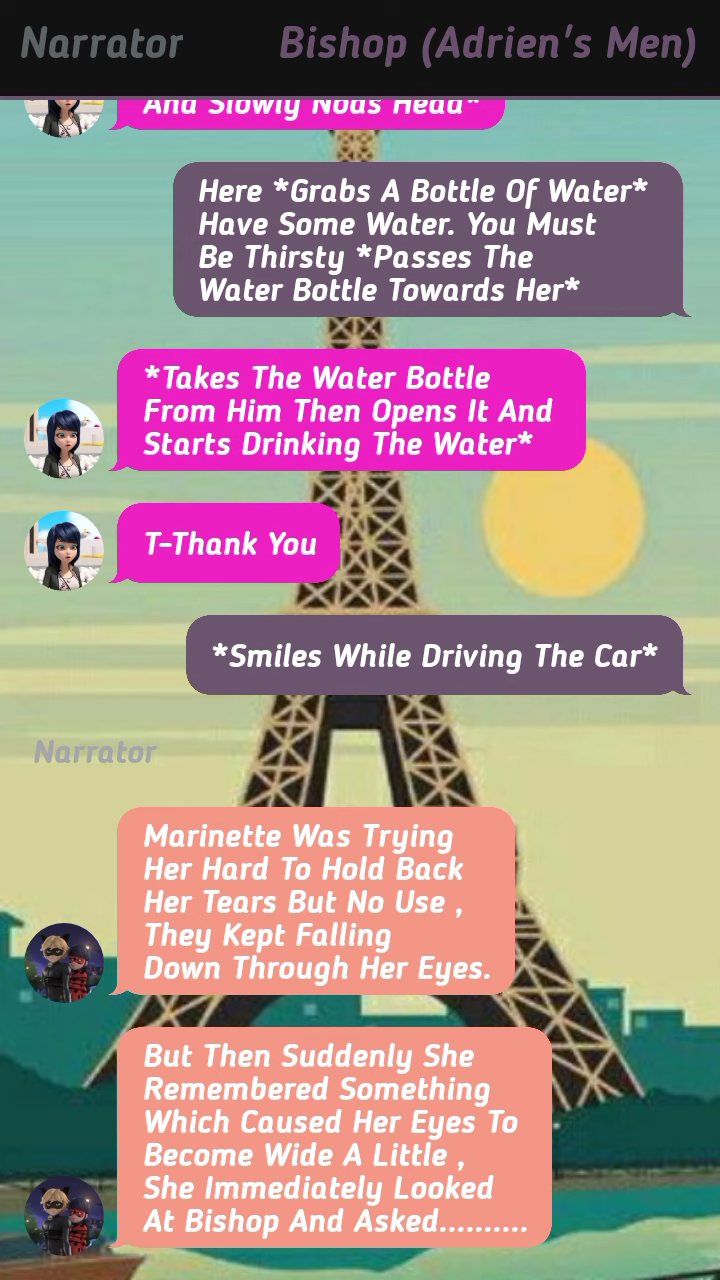 Narrator
Bishop (Adrien's Men)
And Slowly Nods Head*
Here *Grabs A Bottle Of Water*
Have Some Water. You Must
Be Thirsty *Passes The
Water Bottle Towards Her*
*Takes The Water Bottle
From Him Then Opens It And
Starts Drinking The Water*
T-Thank You
*Smiles While Driving The Car*
Narrator
Marinette Was Trying
Her Hard To Hold Back
Her Tears But No Use ,
They Kept Falling
Down Through Her Eyes.
But Then Suddenly She
Remembered Something
Which Caused Her Eyes To
Become Wide A Little ,
She Immediately Looked
At Bishop And Asked..........